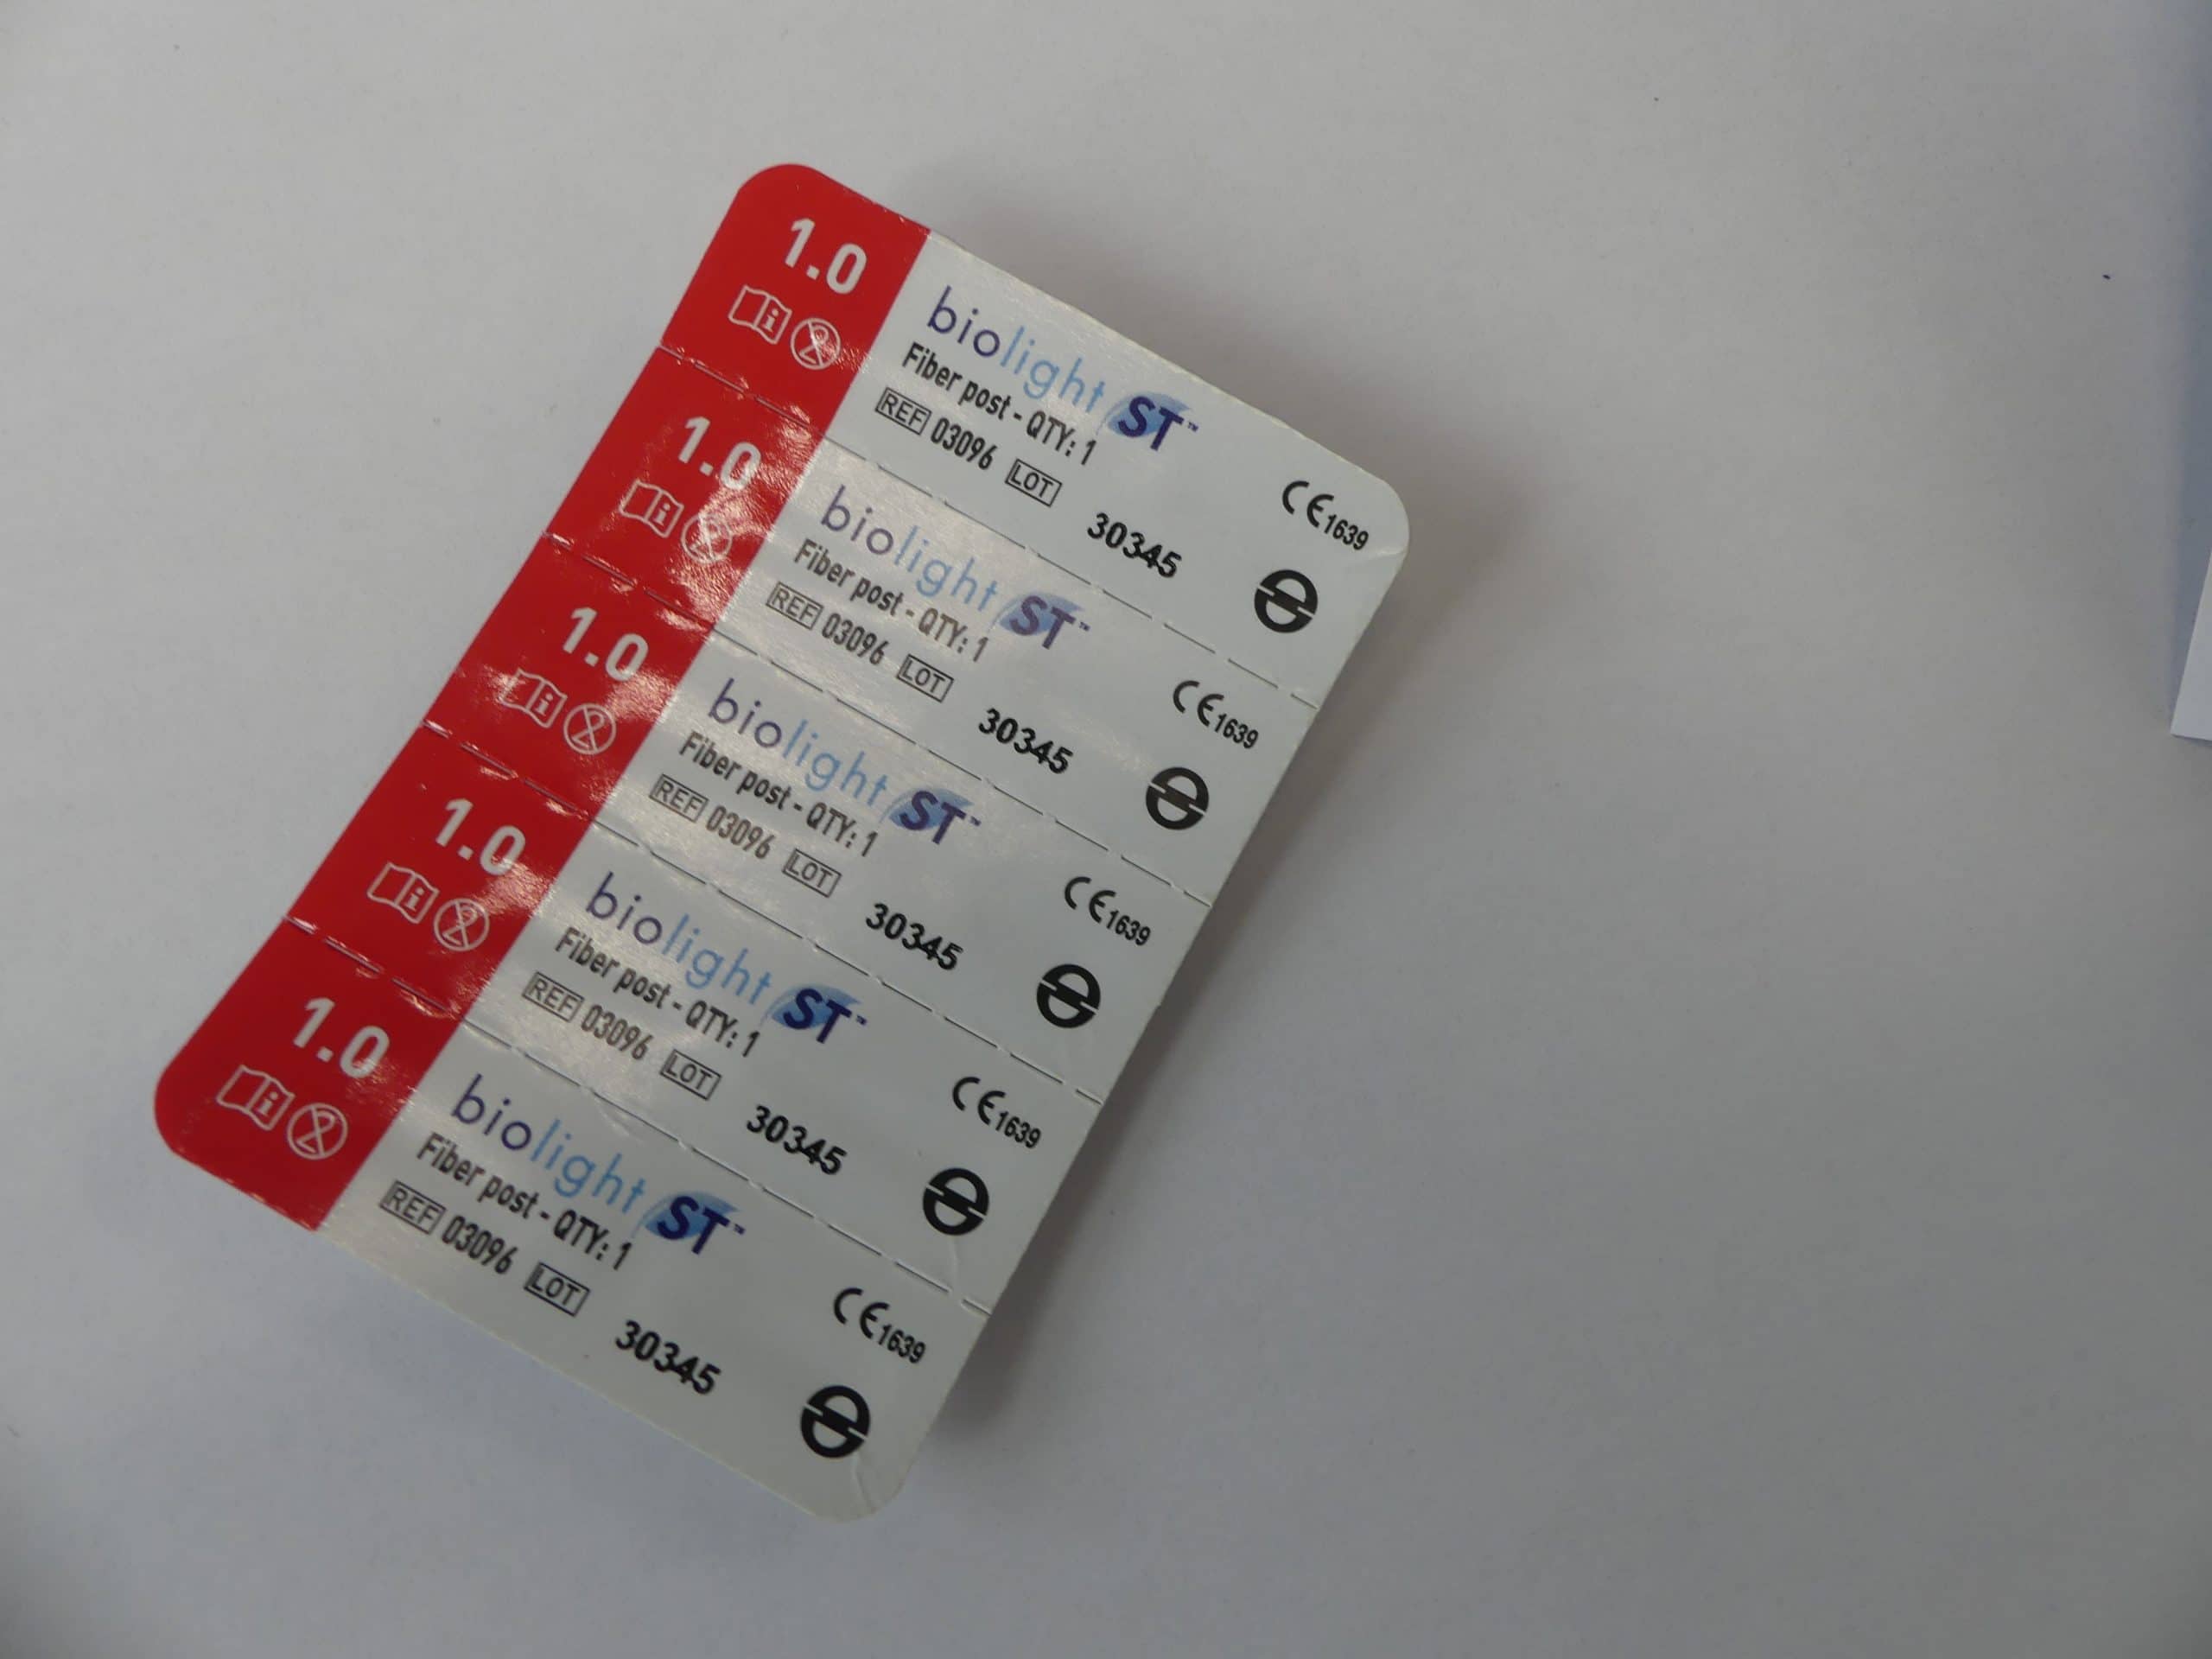 1.0
biolight ST™
Fiber post - QTY: 1
REF 03096 LOT 30345
CE 1639
1.0
biolight ST™
Fiber post - QTY: 1
REF 03096 LOT 30345
CE 1639
1.0
biolight ST™
Fiber post - QTY: 1
REF 03096 LOT 30345
CE 1639
1.0
biolight ST™
Fiber post - QTY: 1
REF 03096 LOT 30345
CE 1639
1.0
biolight ST™
Fiber post - QTY: 1
REF 03096 LOT 30345
CE 1639